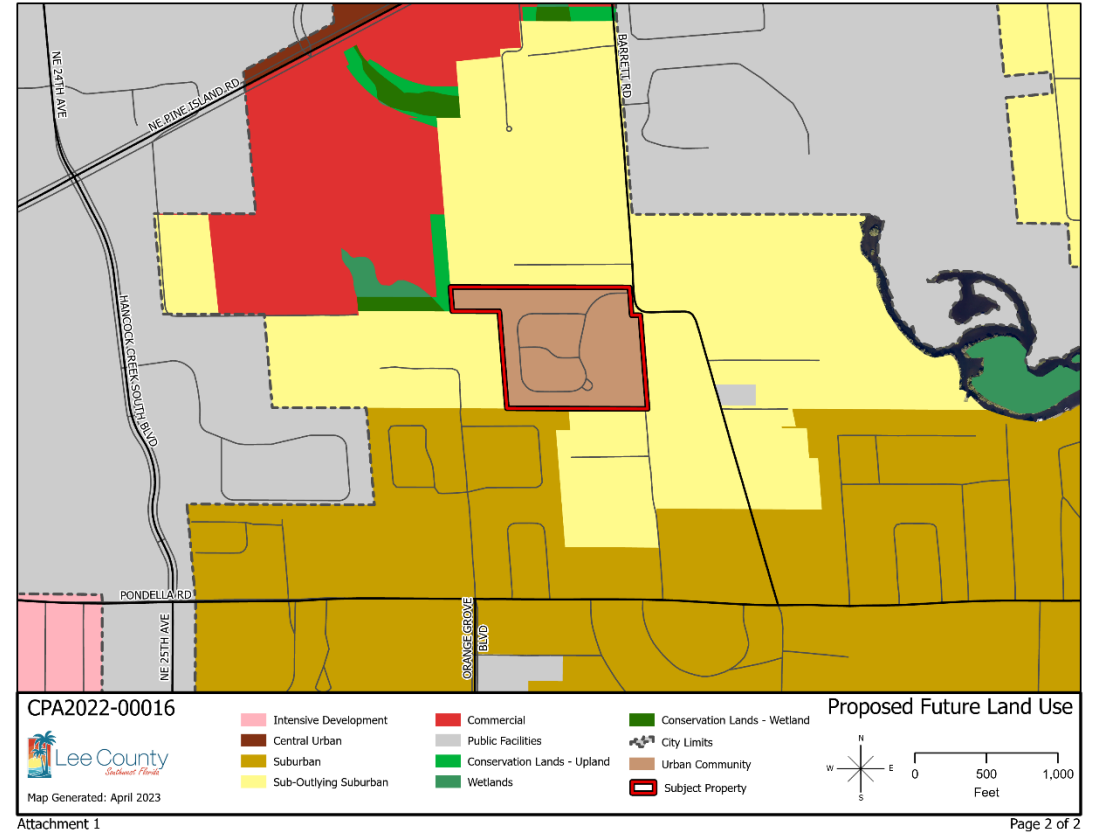 NE 24TH AVE
NE PINE ISLAND RD
BARRETT RD
HANCOCK CREEK SOUTH BLVD
PONDELLA RD
NE 25TH AVE
ORANGE GROVE
BLVD
CPA2022-00016
Lee County
Southwest Florida
Map Generated: April 2023
Intensive Development
Central Urban
Suburban
Sub-Outlying Suburban
Commercial
Public Facilities
Conservation Lands - Upland
Wetlands
Conservation Lands - Wetland
City Limits
Urban Community
Subject Property
Proposed Future Land Use
N
W
E
S
0 500 1,000
Feet
Attachment 1
Page 2 of 2